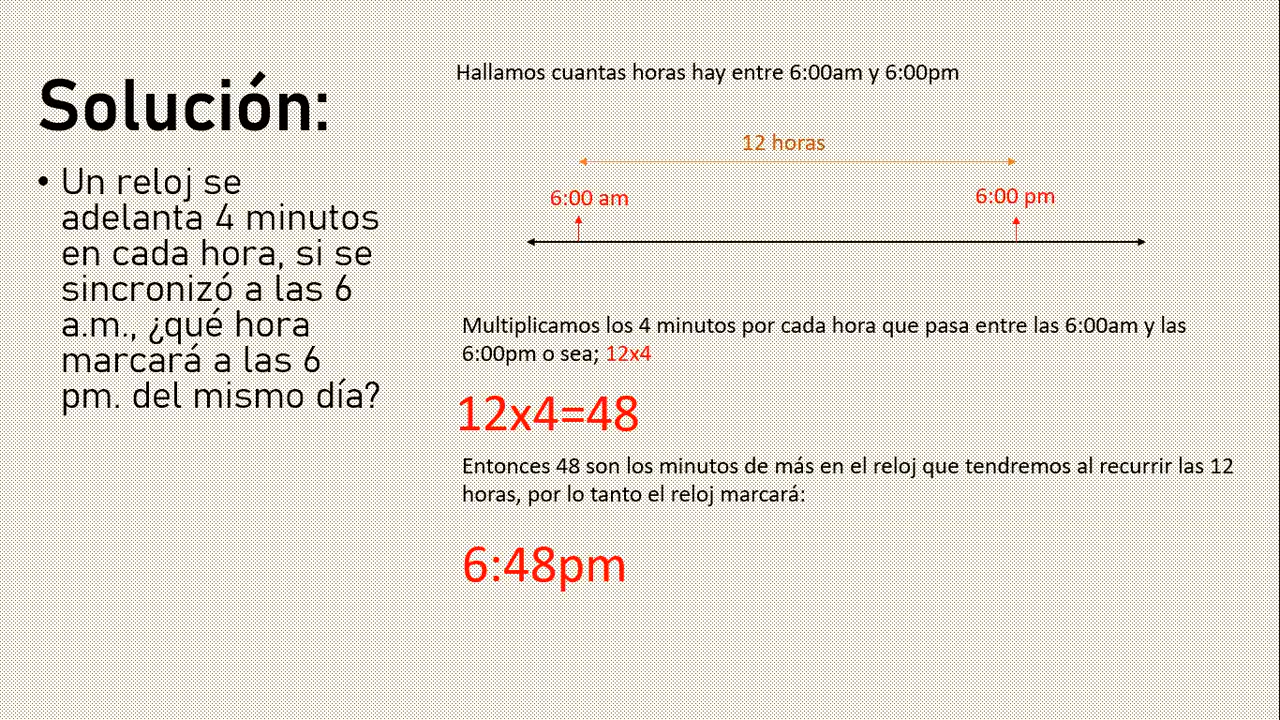 Solución:
• Un reloj se
adelanta 4 minutos
en cada hora, si se
sincronizó a las 6
a.m., ¿qué hora
marcará a las 6
pm. del mismo día?
Hallamos cuantas horas hay entre 6:00am y 6:00pm
12 horas
6:00 am
6:00 pm
Multiplicamos los 4 minutos por cada hora que pasa entre las 6:00am y las
6:00pm o sea; 12x4
12x4=48
Entonces 48 son los minutos de más en el reloj que tendremos al recurrir las 12
horas, por lo tanto el reloj marcará:
6:48pm